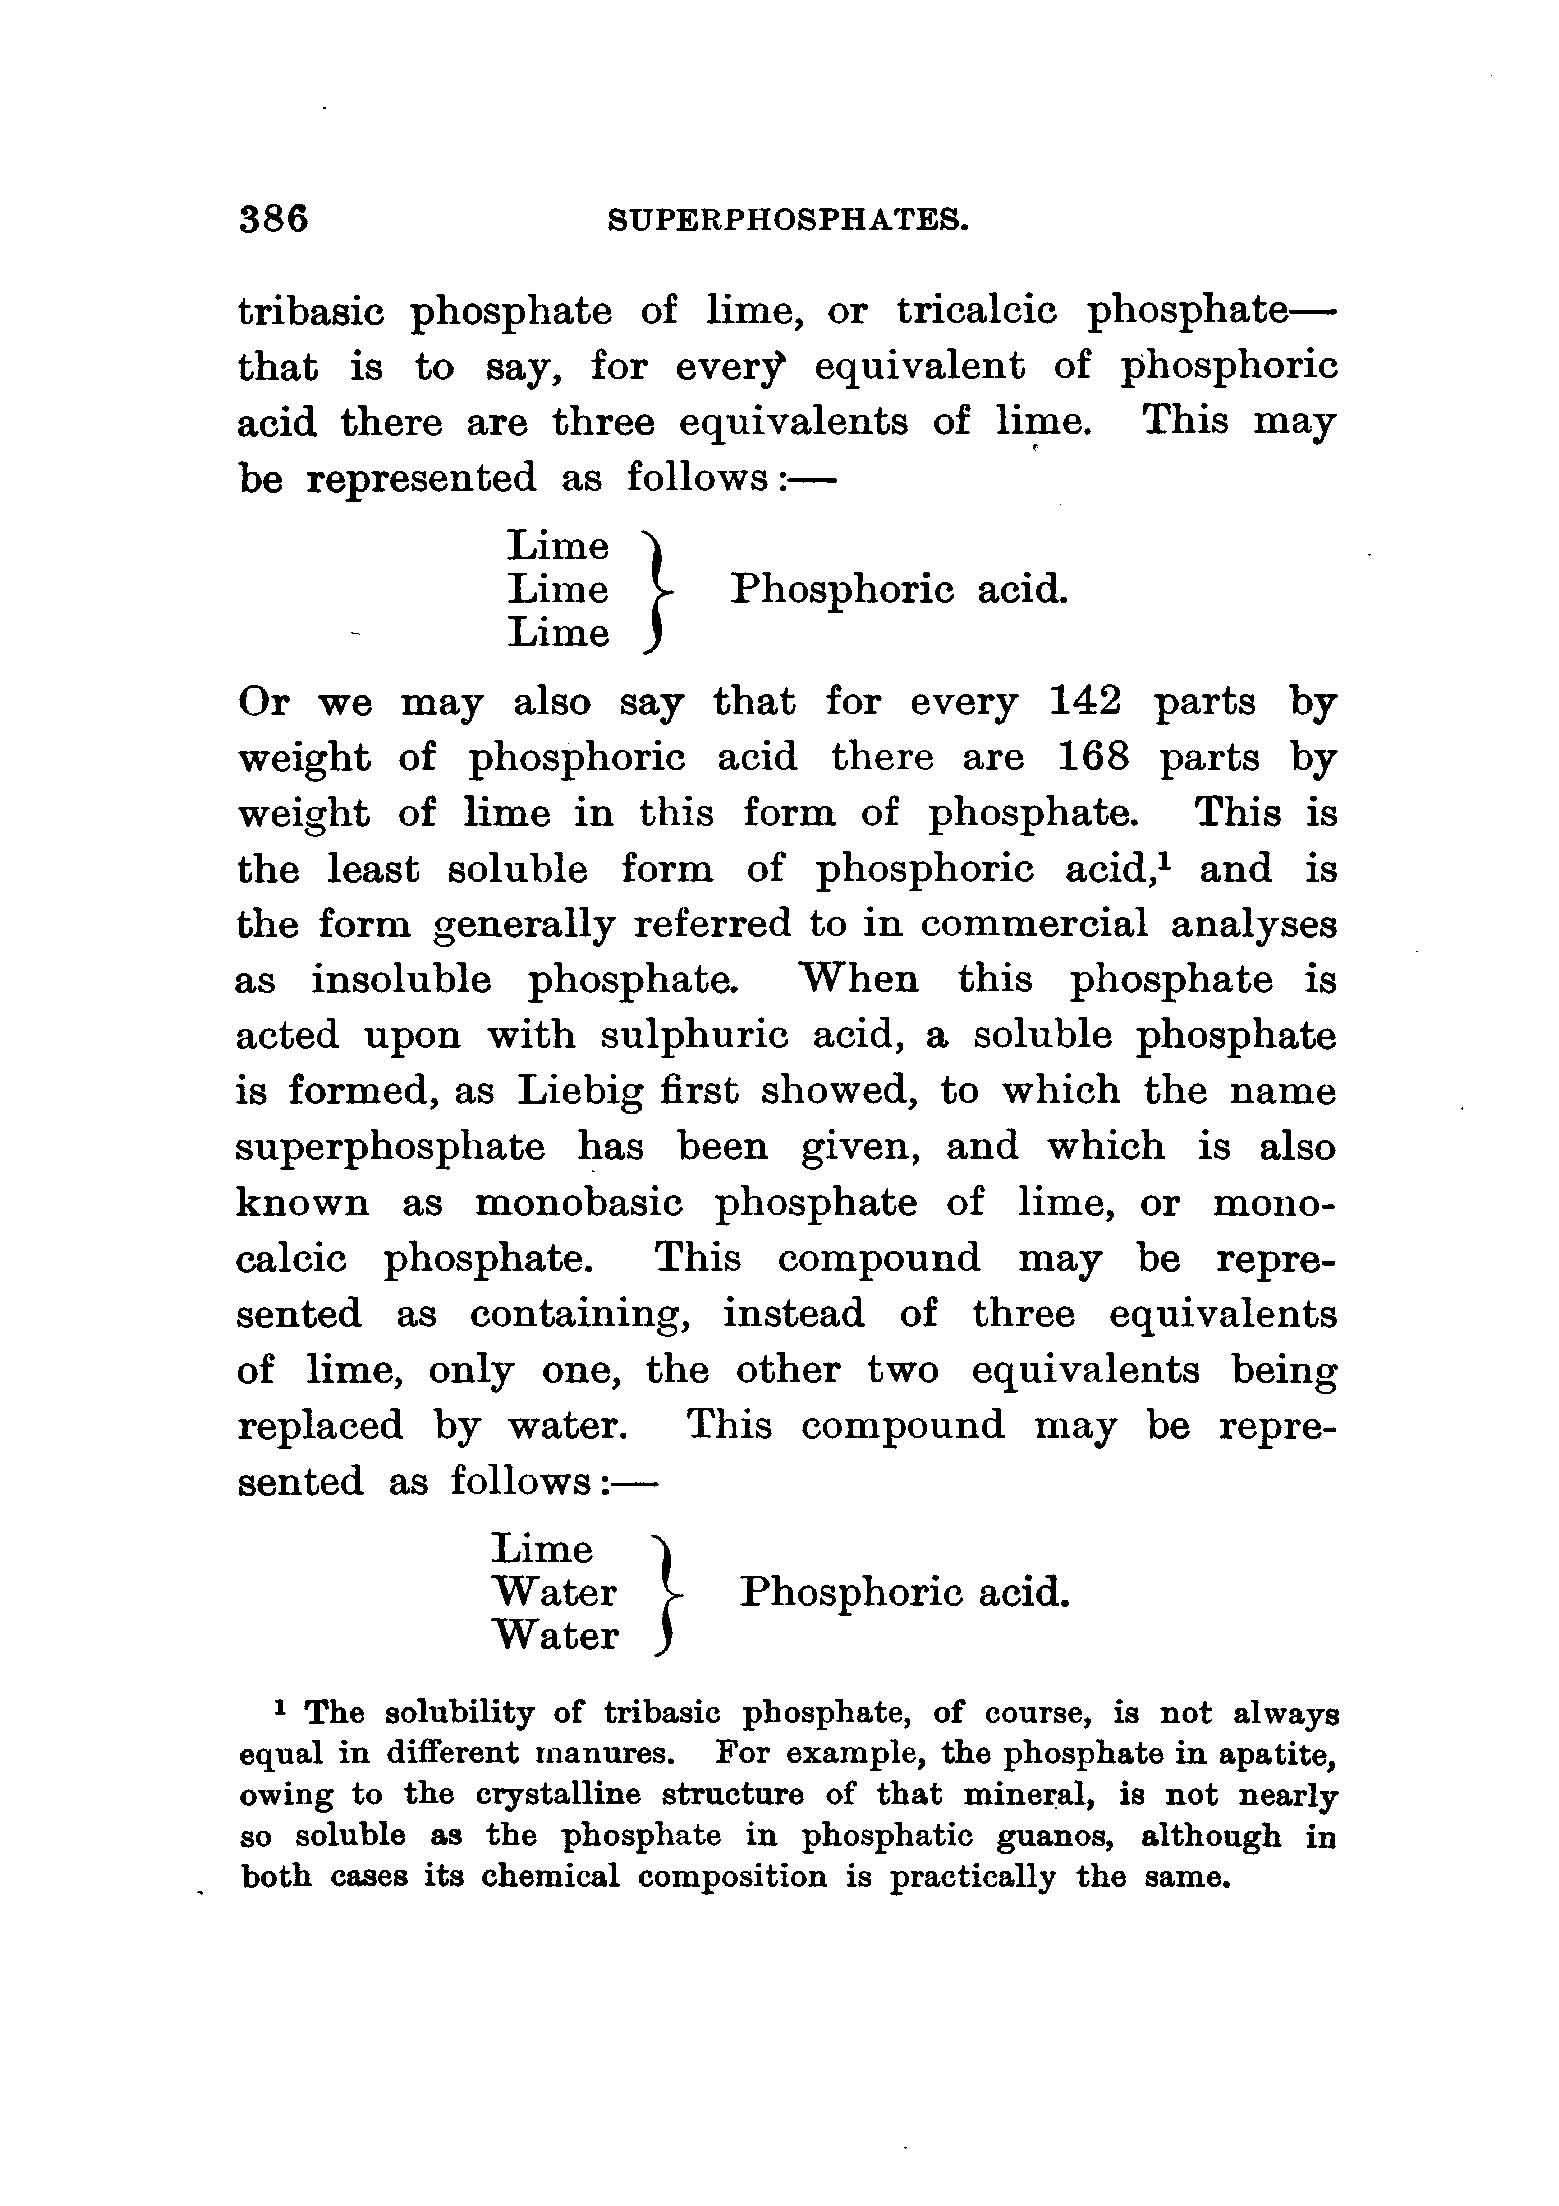 386 SUPERPHOSPHATES.
tribasic phosphate of lime, or tricalcic phosphate—
that is to say, for every equivalent of phosphoric
acid there are three equivalents of lime. This may
be represented as follows:—
Lime
Lime } Phosphoric acid.
Lime
Or we may also say that for every 142 parts by
weight of phosphoric acid there are 168 parts by
weight of lime in this form of phosphate. This is
the least soluble form of phosphoric acid,¹ and is
the form generally referred to in commercial analyses
as insoluble phosphate. When this phosphate is
acted upon with sulphuric acid, a soluble phosphate
is formed, as Liebig first showed, to which the name
superphosphate has been given, and which is also
known as monobasic phosphate of lime, or mono-
calcic phosphate. This compound may be repre-
sented as containing, instead of three equivalents
of lime, only one, the other two equivalents being
replaced by water. This compound may be repre-
sented as follows:—
Lime
Water } Phosphoric acid.
Water
¹ The solubility of tribasic phosphate, of course, is not always
equal in different manures. For example, the phosphate in apatite,
owing to the crystalline structure of that mineral, is not nearly
so soluble as the phosphate in phosphatic guanos, although in
both cases its chemical composition is practically the same.